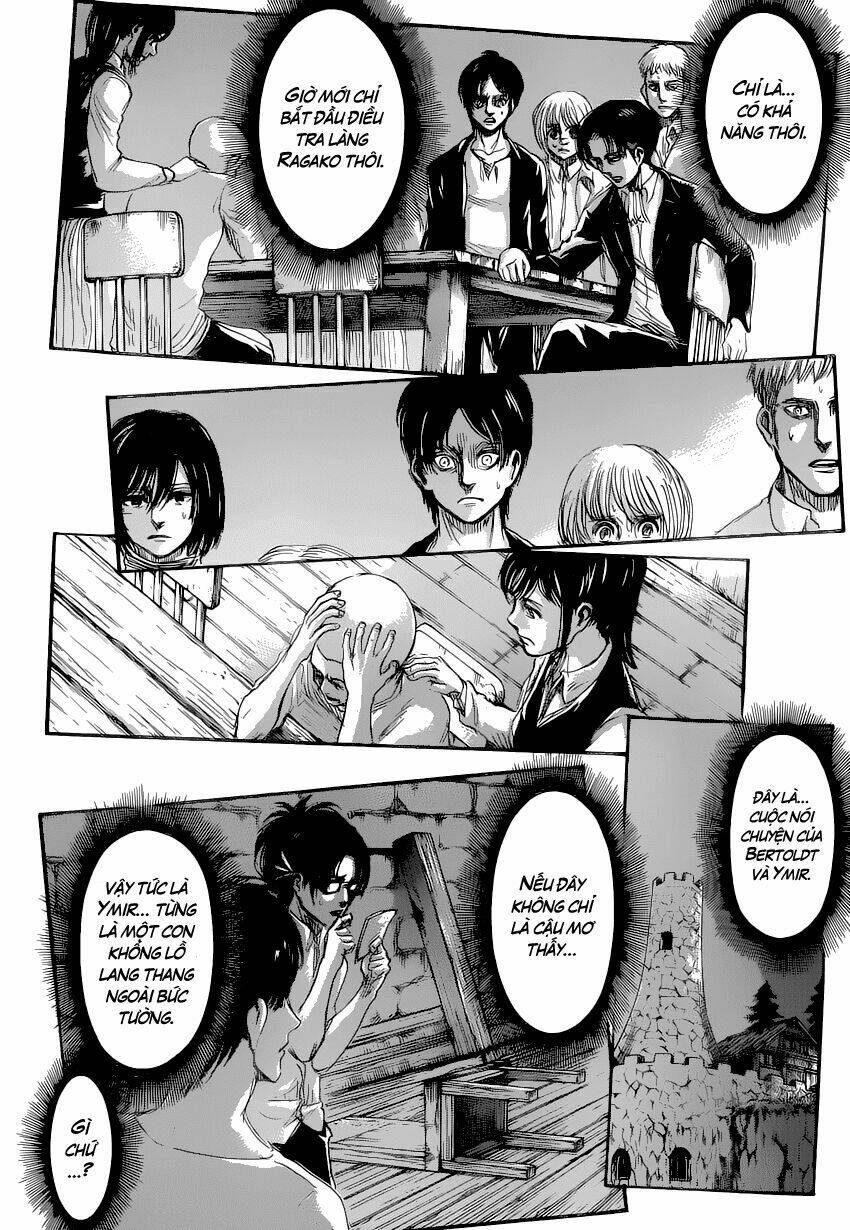 CHỈ LÀ...
CÓ KHẢ
NĂNG THÔI.
GIỜ MỚI CHỈ
BẮT ĐẦU ĐIỀU
TRA LÀNG
RAGAKO THÔI.
ĐÂY LÀ...
CUỘC NÓI
CHUYỆN CỦA
BERTOLDT
VÀ YMIR.
NẾU ĐÂY
KHÔNG CHỈ
LÀ CẬU MƠ
THẤY...
VẬY TỨC LÀ
YMIR... TỪNG
LÀ MỘT CON
KHỔNG LỒ
LANG THANG
NGOÀI BỨC
TƯỜNG.
GÌ
CHỨ
...?